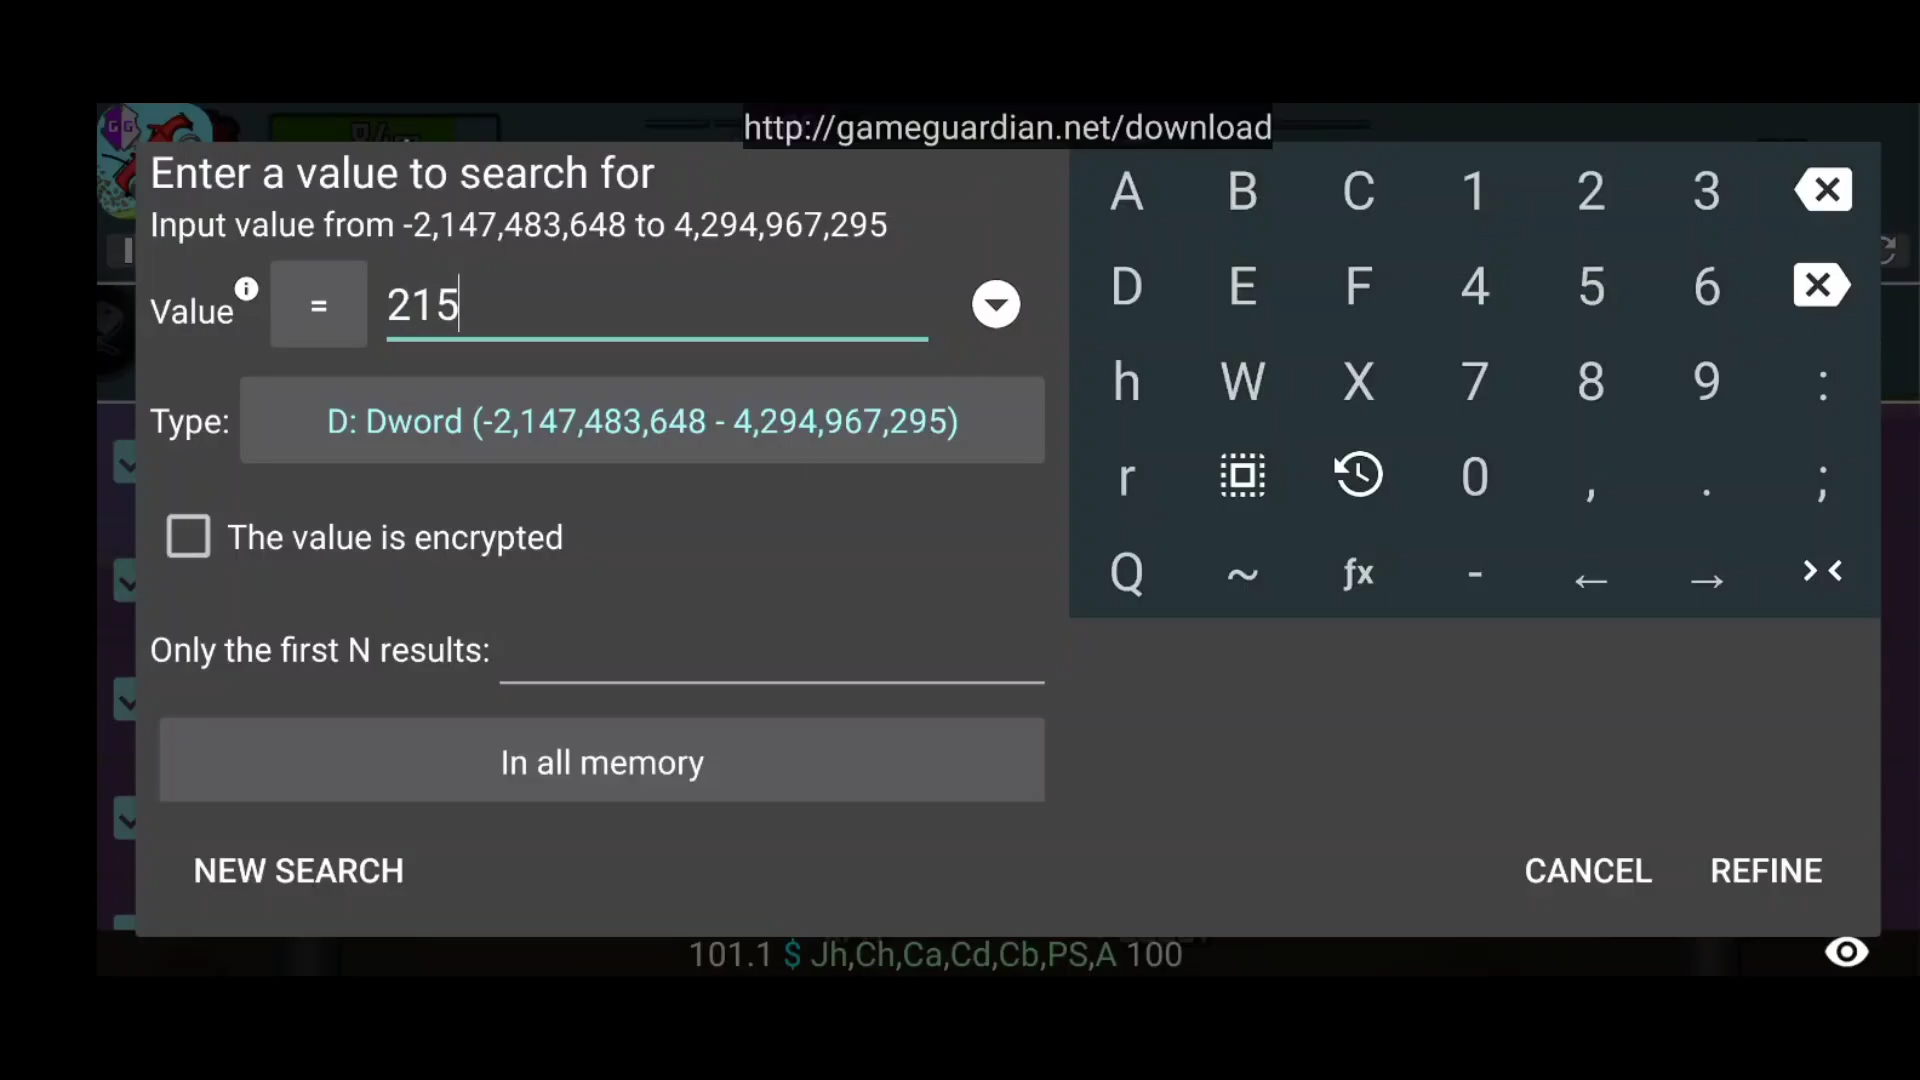 http://gameguardian.net/download
GG
Enter a value to search for
Input value from -2,147,483,648 to 4,294,967,295
Value = 215
Type: D: Dword (-2,147,483,648 - 4,294,967,295)
The value is encrypted
Only the first N results:
In all memory
NEW SEARCH
CANCEL REFINE
A B C 1 2 3
D E F 4 5 6
h W X 7 8 9 :
r 0 , . ;
Q ~ ƒx - ← → > <
101.1 $ Jh,Ch,Ca,Cd,Cb,PS,A 100